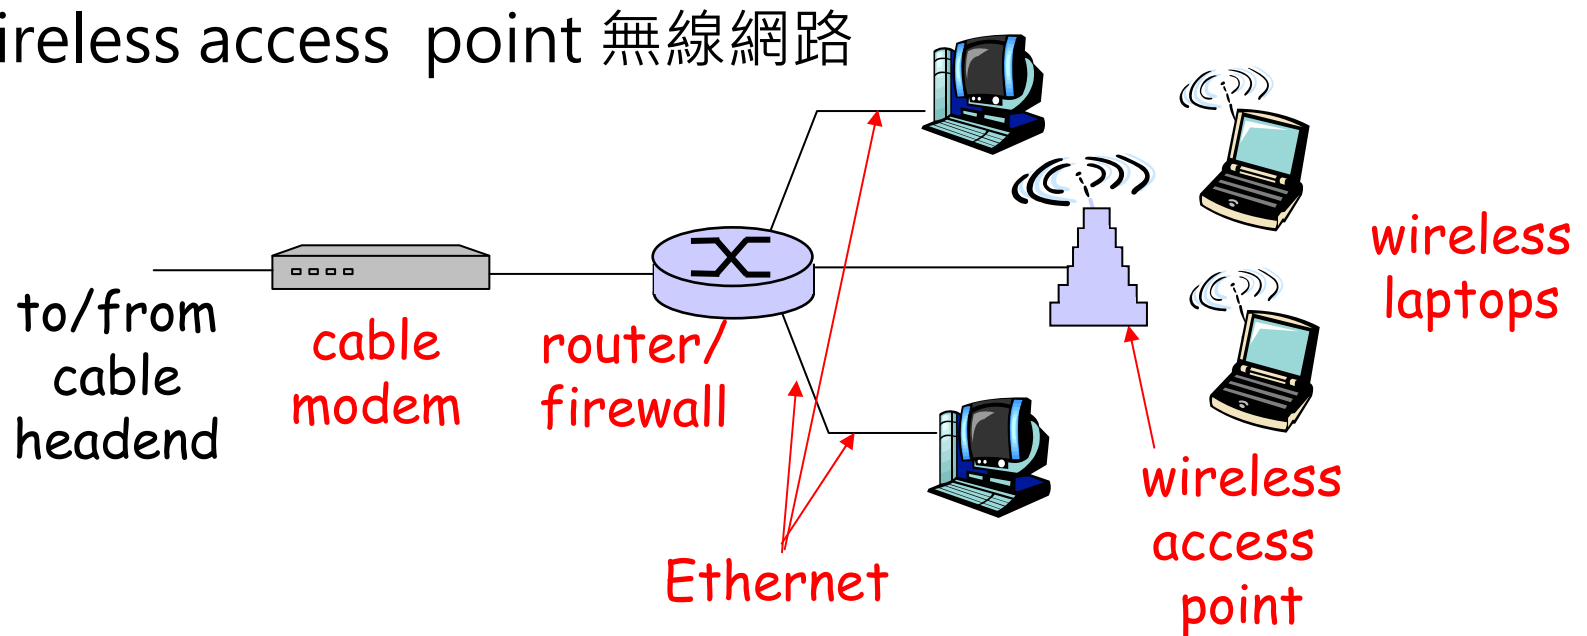 ireless access point 無線網路
to/from
cable
headend
cable
modem
router/
firewall
Ethernet
wireless
access
point
wireless
laptops